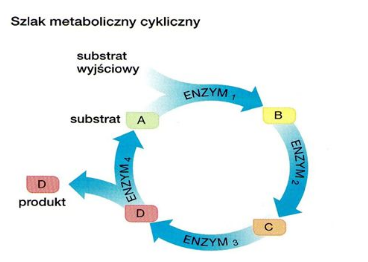 Szlak metaboliczny cykliczny
substrat
wyjściowy
substrat
A
ENZYM 1
B
ENZYM 2
C
ENZYM 3
D
ENZYM 4
D
produkt